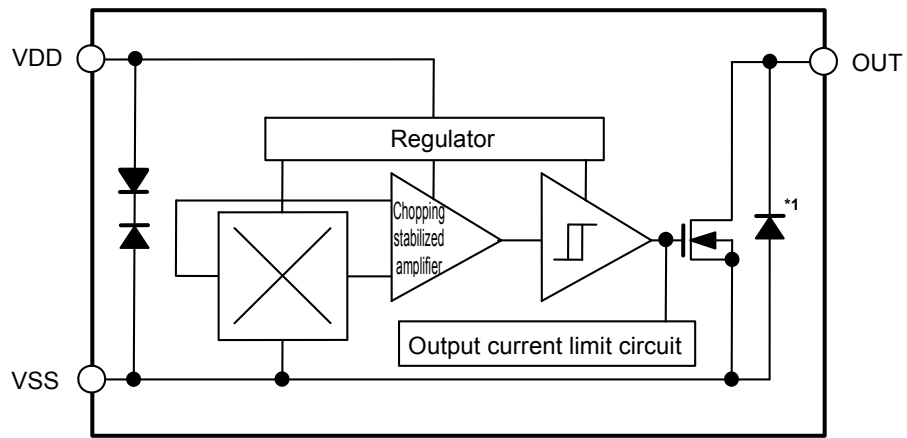 VDD
OUT
Regulator
Chopping
stabilized
amplifier
*1
Output current limit circuit
VSS